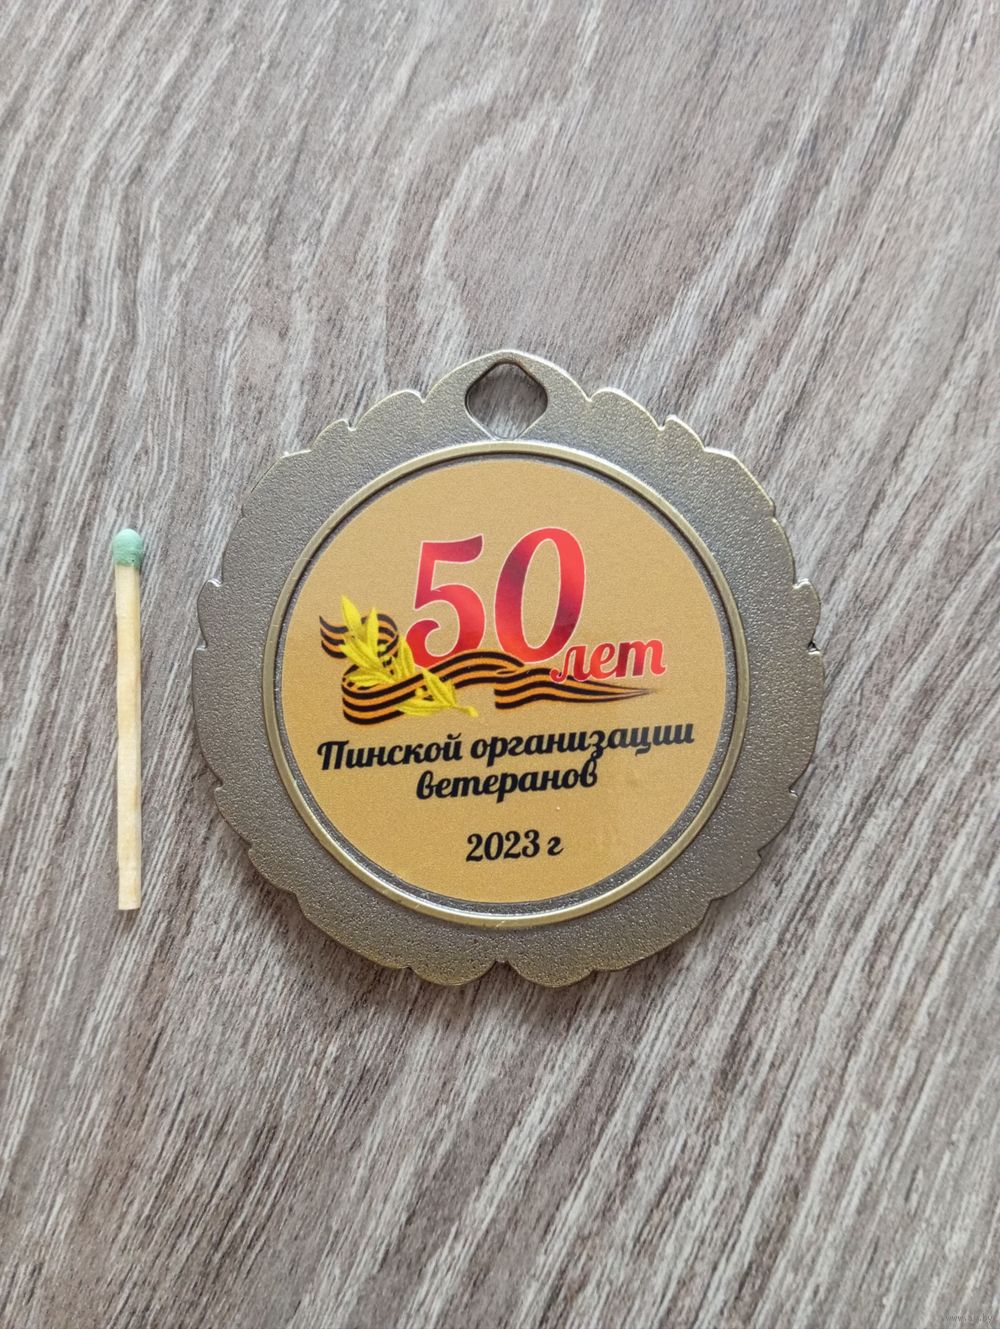 50 лет
Пинской организации
ветеранов
2023 г